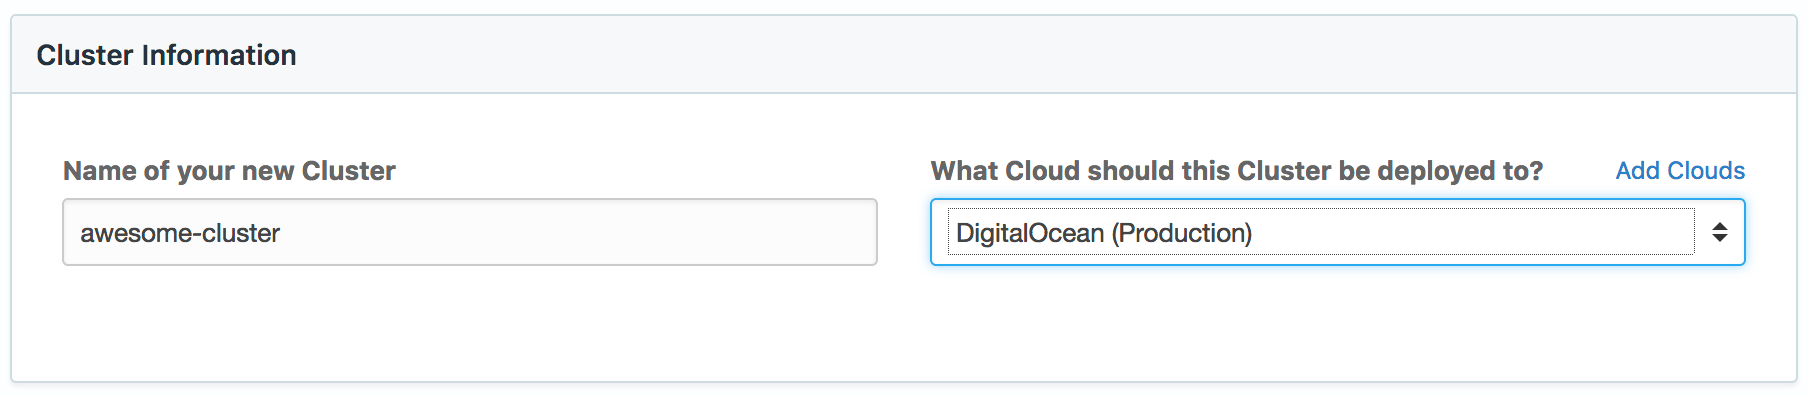 Cluster Information
Name of your new Cluster
awesome-cluster
What Cloud should this Cluster be deployed to? Add Clouds
DigitalOcean (Production)